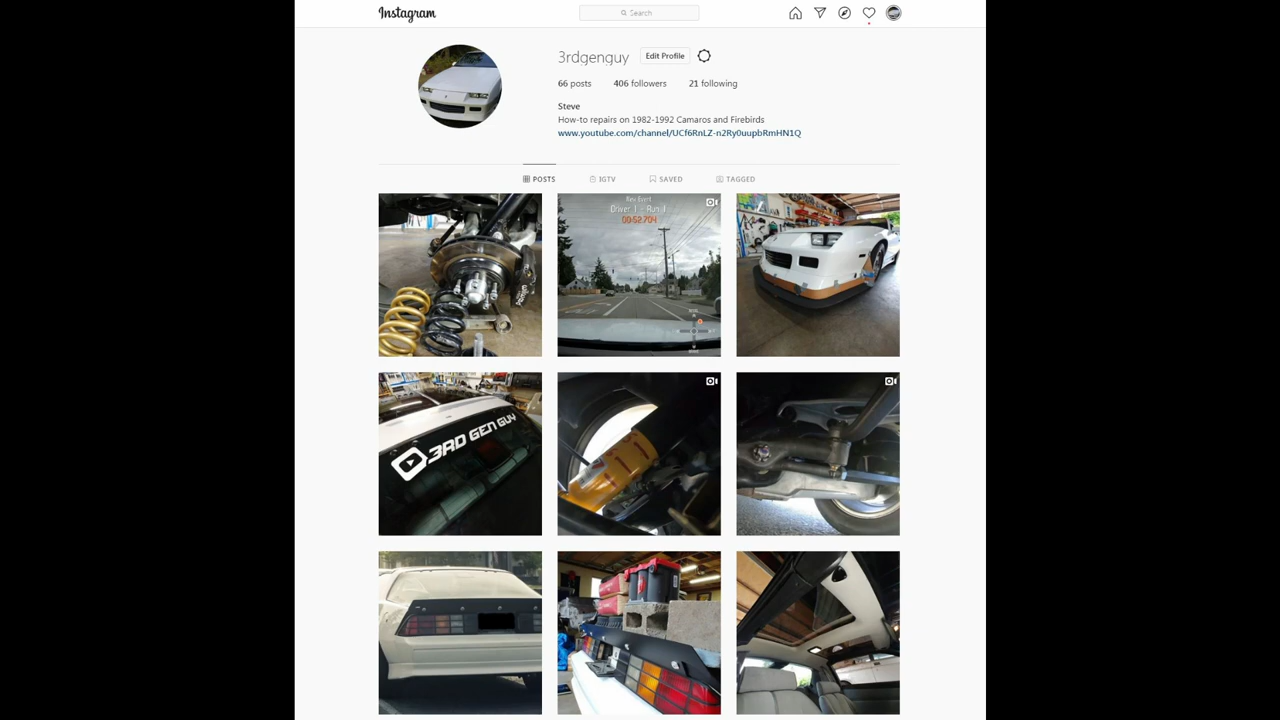 Instagram
Search
3rdgenguy
Edit Profile
66 posts 406 followers 21 following
Steve
How-to repairs on 1982-1992 Camaros and Firebirds
www.youtube.com/channel/UCf6RnLZ-n2Ry0uupbRmHN1Q
POSTS IGTV SAVED TAGGED
New Event
Driver 1 - Run 1
00:52.704
3RD GEN GUY